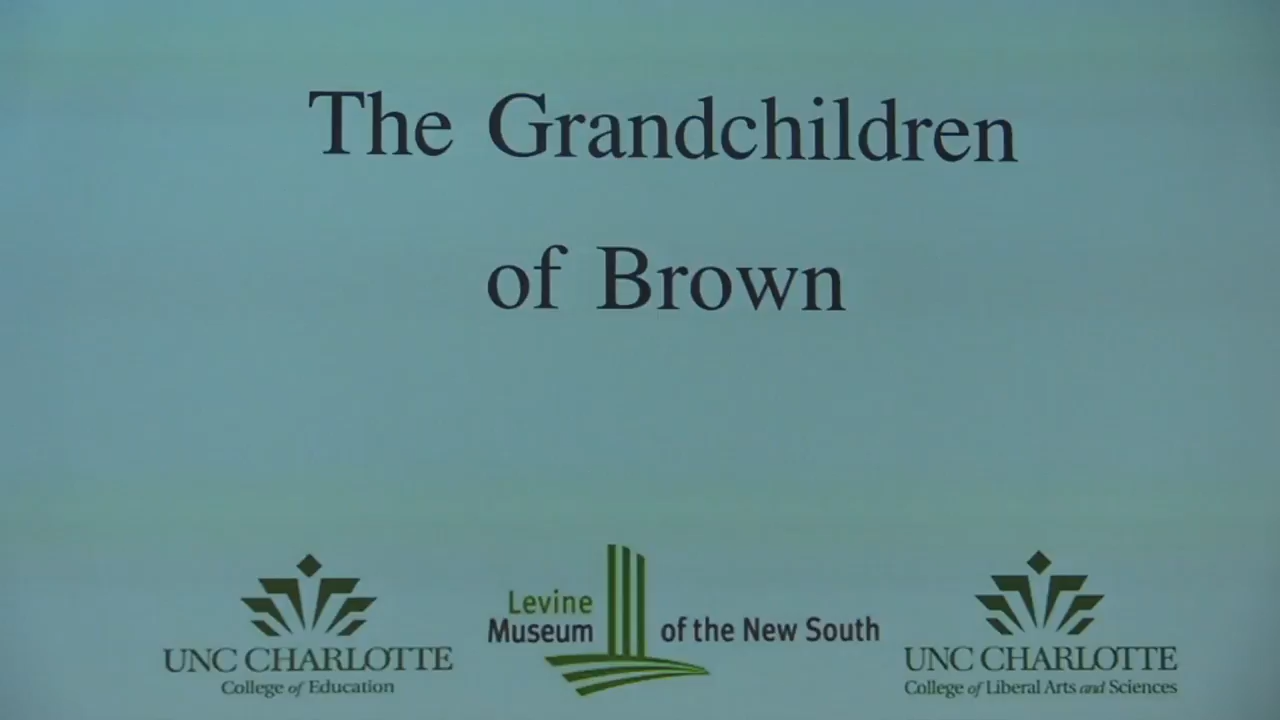 The Grandchildren
of Brown
Levine
Museum of the New South
UNC CHARLOTTE
College of Education
UNC CHARLOTTE
College of Liberal Arts and Sciences